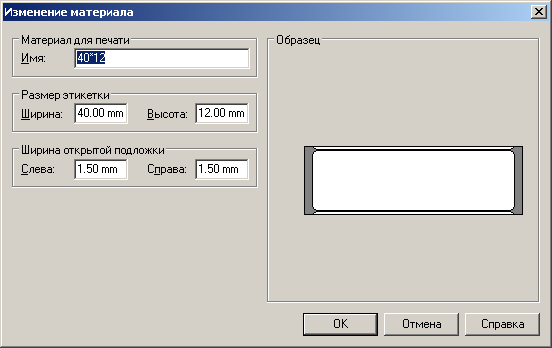 Изменение материала
Материал для печати
Имя: 40*12
Размер этикетки
Ширина: 40.00 mm Высота: 12.00 mm
Ширина открытой подложки
Слева: 1.50 mm Справа: 1.50 mm
Образец
OK Отмена Справка